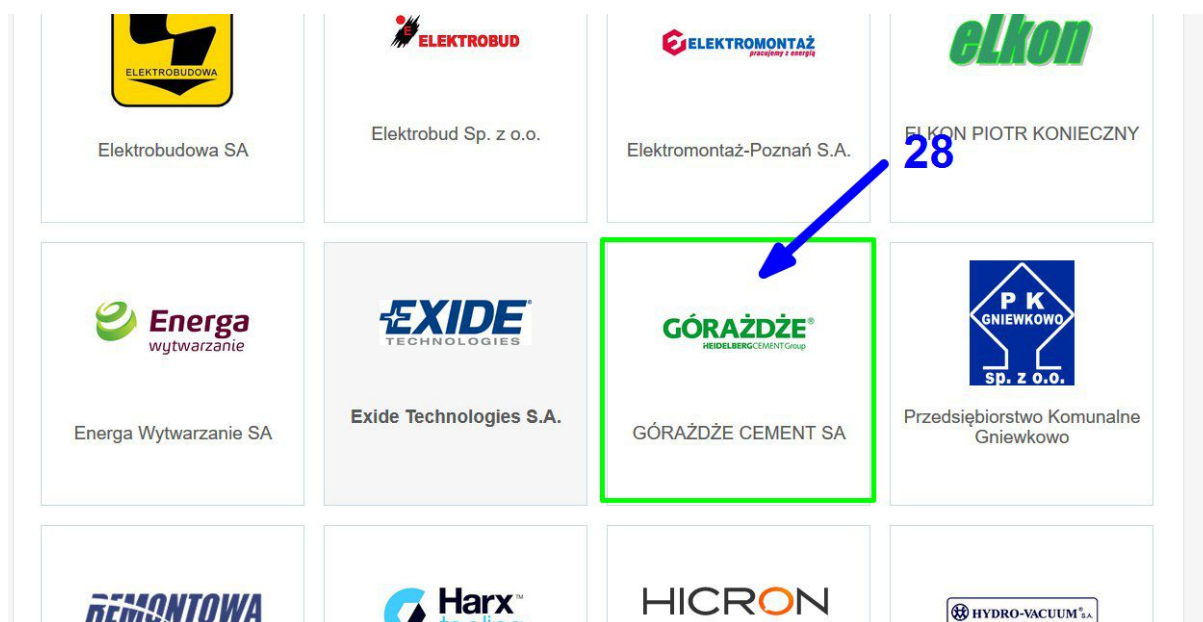 ELEKTROBUDOWA
ELEKTROBUD
ELEKTROMONTAŻ
pracujemy z energią
eLkon
Elektrobudowa SA
Elektrobud Sp. z o.o.
Elektromontaż-Poznań S.A.
ELKON PIOTR KONIECZNY
28
Energa
wytwarzanie
EXIDE
TECHNOLOGIES
GÓRAŻDŻE®
HEIDELBERGCEMENT Group
P K
GNIEWKOWO
sp. z o.o.
Energa Wytwarzanie SA
Exide Technologies S.A.
GÓRAŻDŻE CEMENT SA
Przedsiębiorstwo Komunalne
Gniewkowo
REMONTOWA
Harx™
tooling
HICRON
HYDRO-VACUUM® S.A.